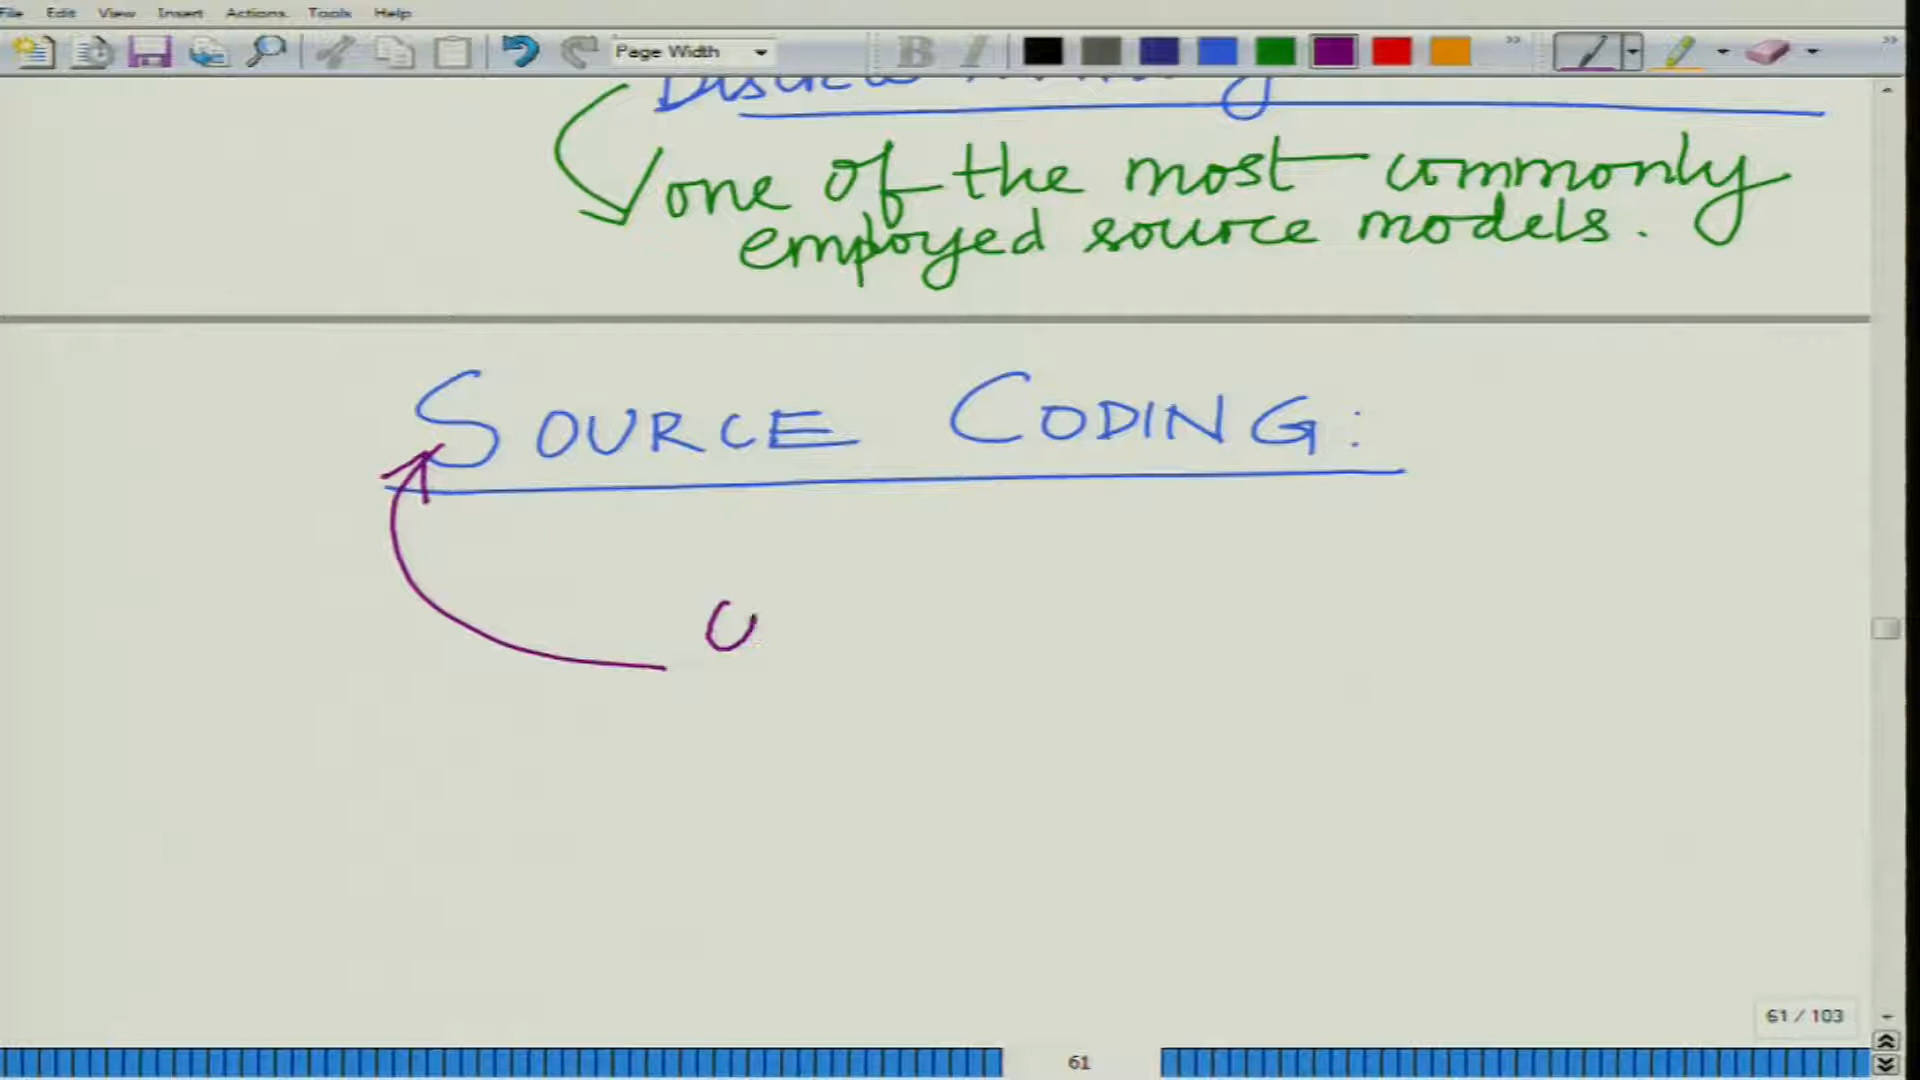 File Edit View Insert Actions Tools Help
Page Width
B I
one of the most commonly
employed source models.
SOURCE CODING:
61 / 103
61